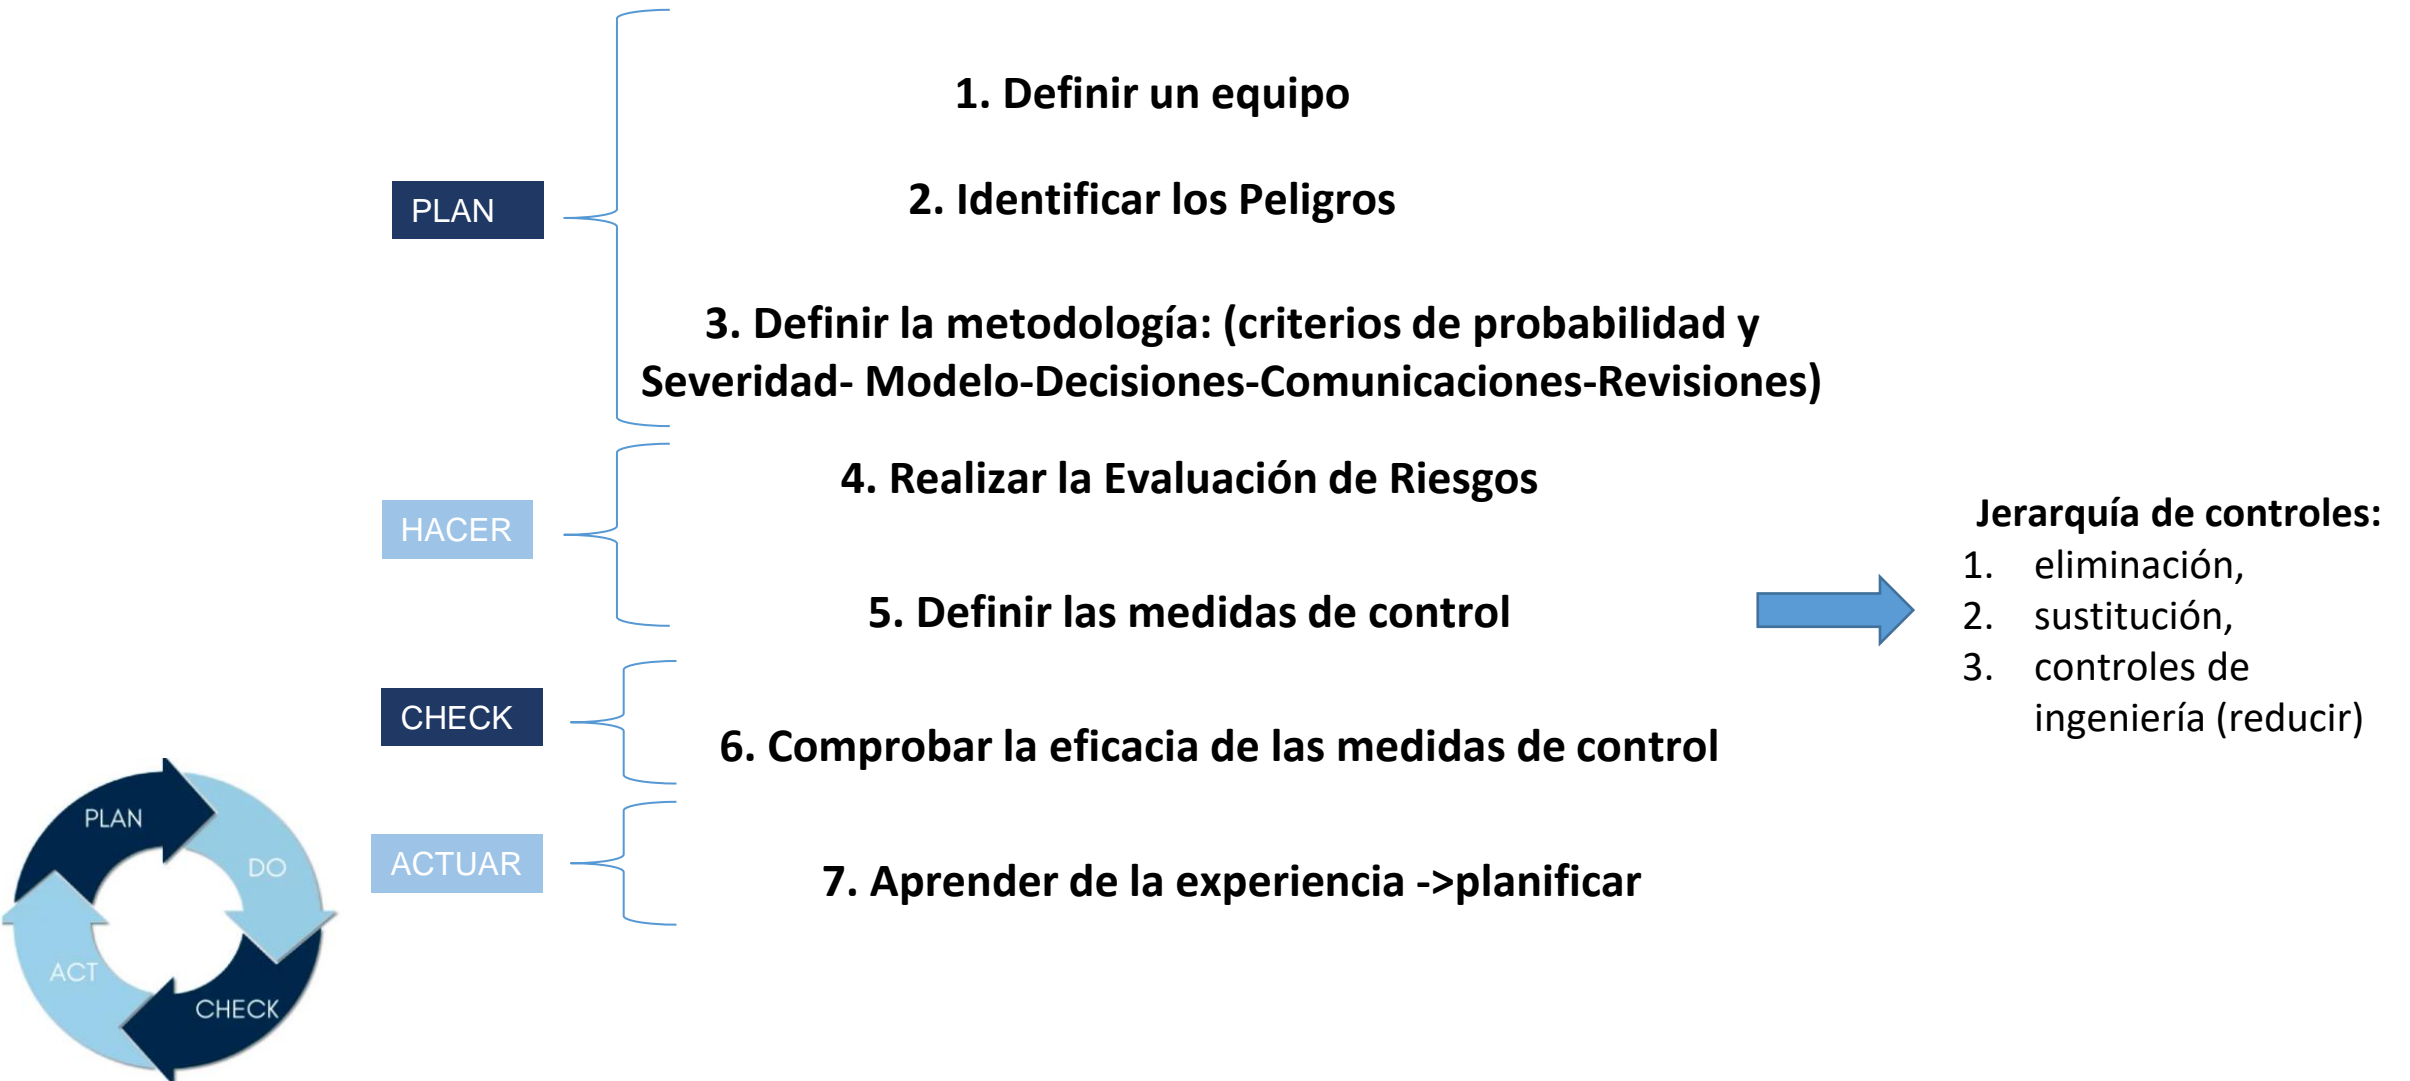 1. Definir un equipo
PLAN
2. Identificar los Peligros
3. Definir la metodología: (criterios de probabilidad y
Severidad- Modelo-Decisiones-Comunicaciones-Revisiones)
HACER
4. Realizar la Evaluación de Riesgos
5. Definir las medidas de control
Jerarquía de controles:
1. eliminación,
2. sustitución,
3. controles de
ingeniería (reducir)
CHECK
6. Comprobar la eficacia de las medidas de control
ACTUAR
7. Aprender de la experiencia ->planificar
PLAN
DO
ACT
CHECK